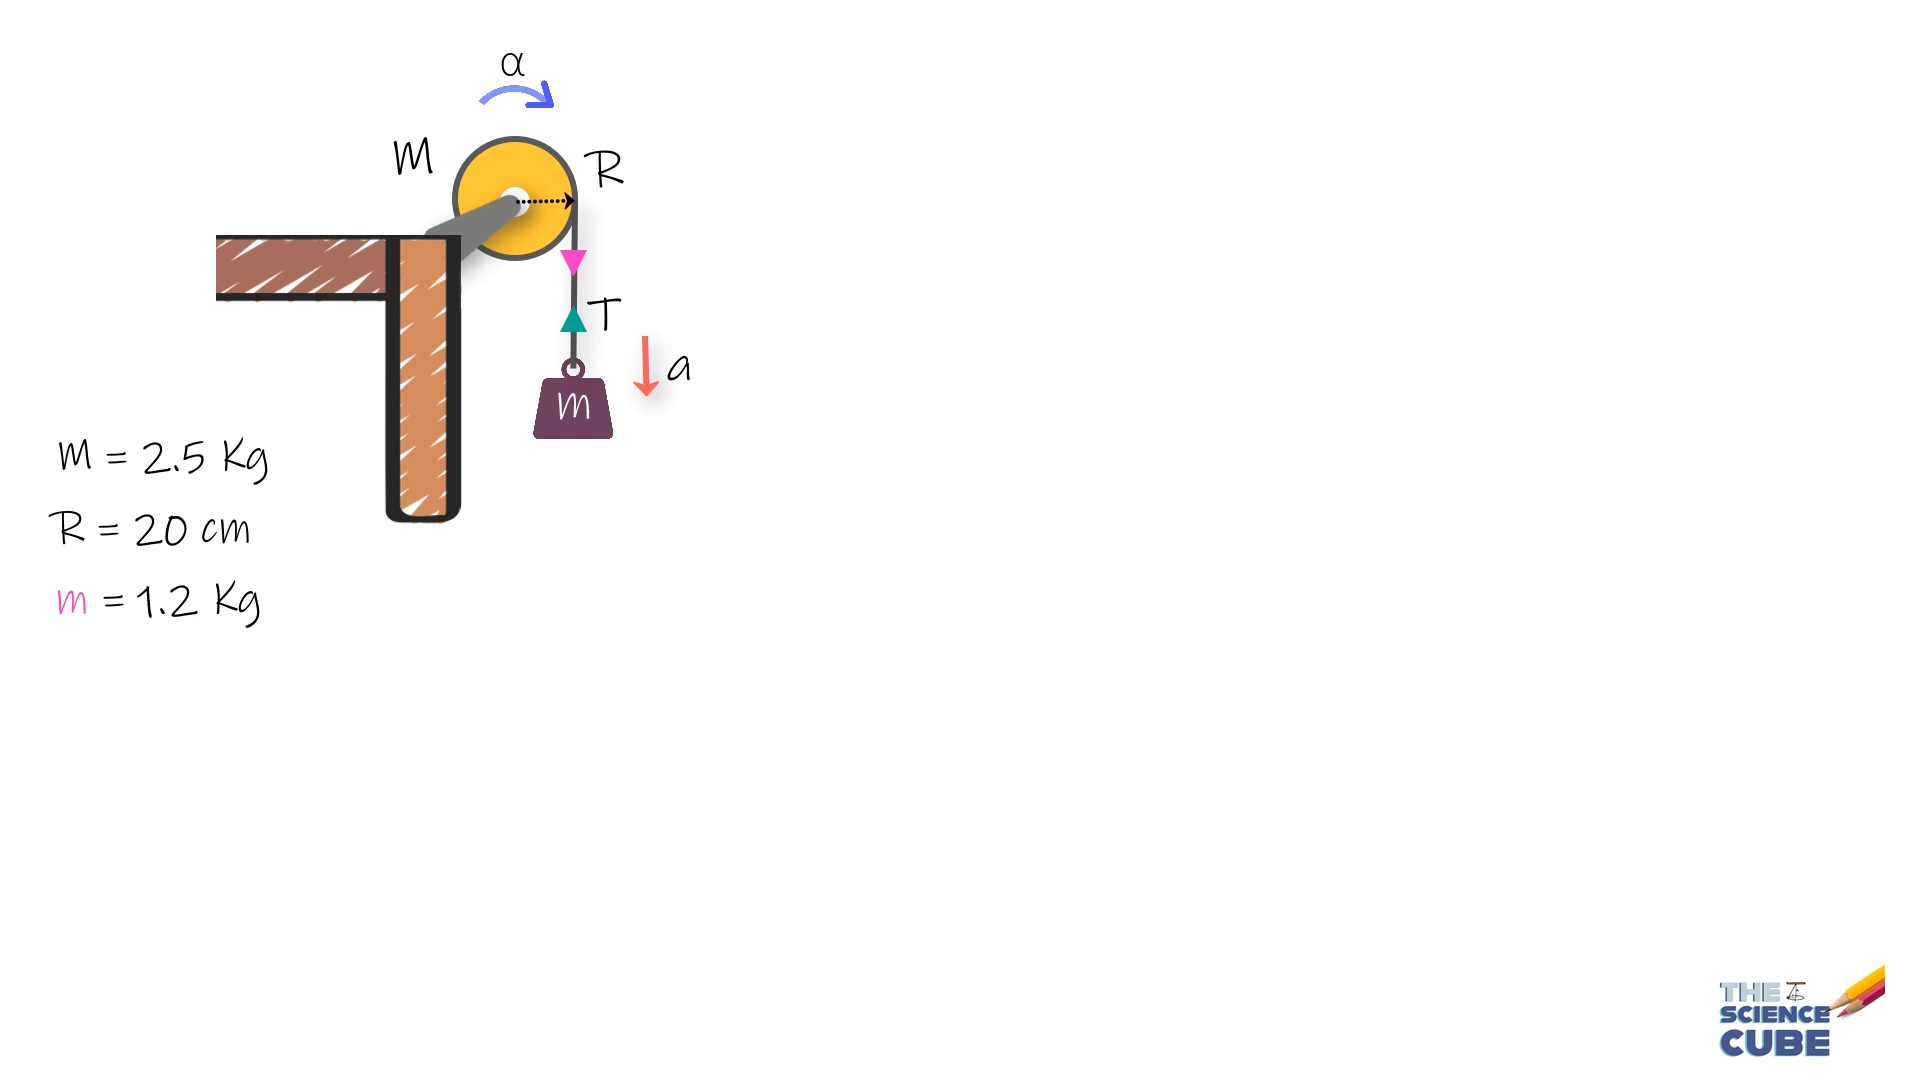 α
M
R
T
a
m
M = 2.5 Kg
R = 20 cm
m = 1.2 Kg
THE
SCIENCE
CUBE